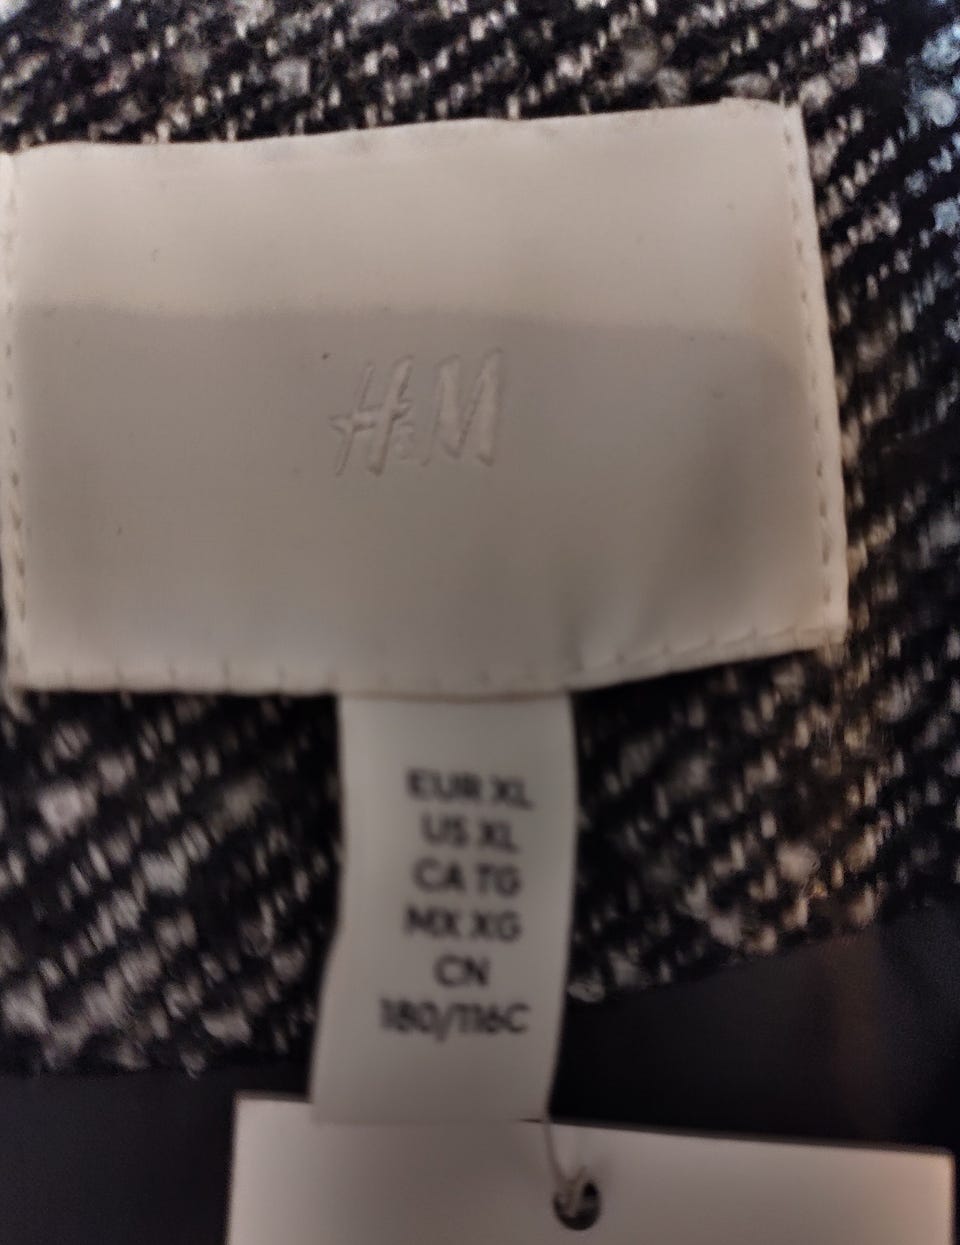 H&M
EUR XL
US XL
CA TG
MX XG
CN
180/116C